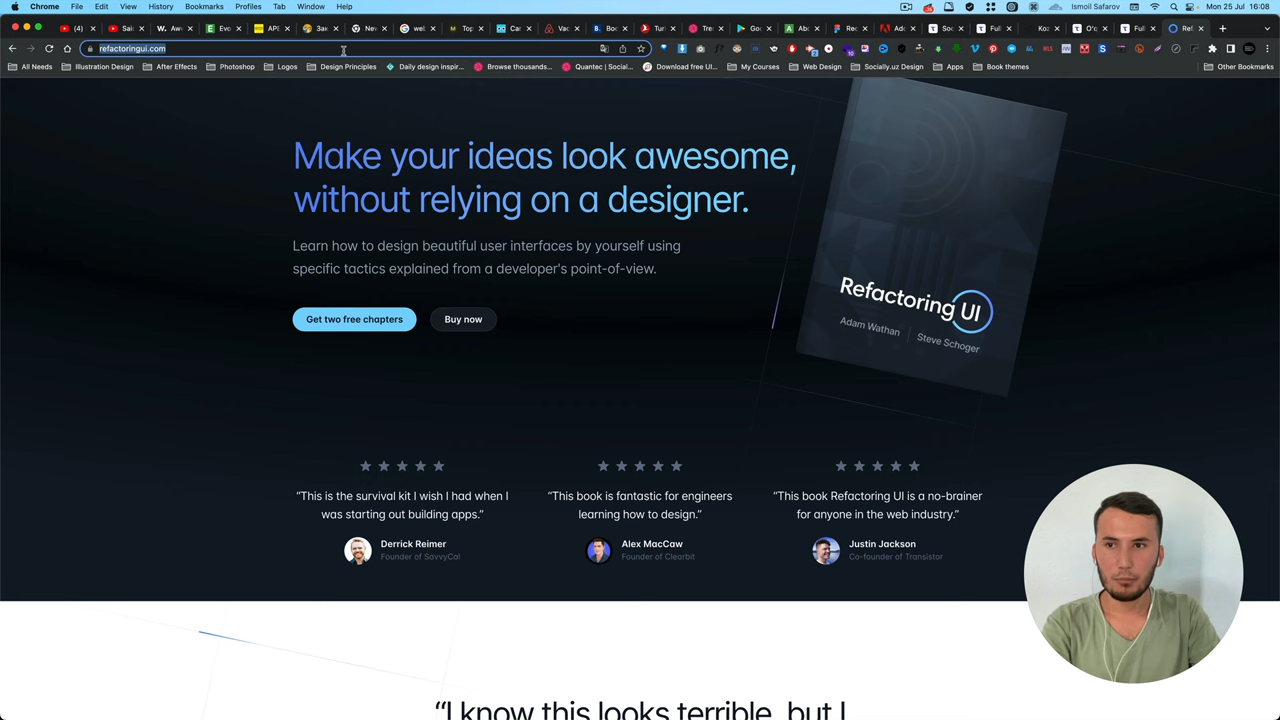 Chrome File Edit View History Bookmarks Profiles Tab Window Help
Ismoil Safarov Mon 25 Jul 16:08
(4)
refactoringui.com
All Needs Illustration Design After Effects Photoshop Logos Design Principles Daily design inspir... Browse thousands... Quantec | Social... Download free UI... My Courses Web Design Socially.uz Design Apps Book themes Other Bookmarks
Make your ideas look awesome,
without relying on a designer.
Learn how to design beautiful user interfaces by yourself using
specific tactics explained from a developer's point-of-view.
Get two free chapters Buy now
Refactoring UI
Adam Wathan Steve Schoger
“This is the survival kit I wish I had when I
was starting out building apps.”
Derrick Reimer
Founder of SavvyCal
“This book is fantastic for engineers
learning how to design.”
Alex MacCaw
Founder of Clearbit
“This book Refactoring UI is a no-brainer
for anyone in the web industry.”
Justin Jackson
Co-founder of Transistor
“I know this looks terrible, but I